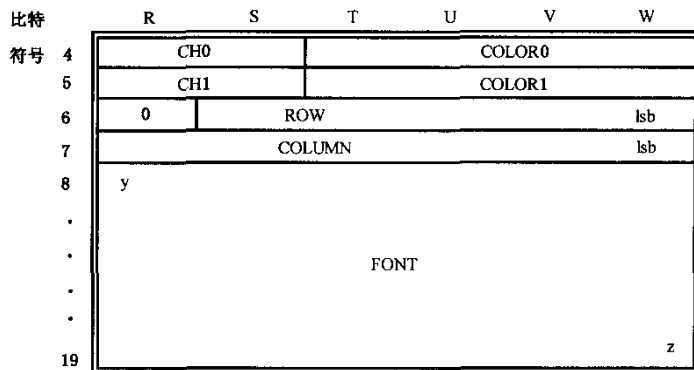 比特 R S T U V W
符号 4 CH0 COLOR0
5 CH1 COLOR1
6 0 ROW lsb
7 COLUMN lsb
8 y
.
.
FONT
.
.
z
19